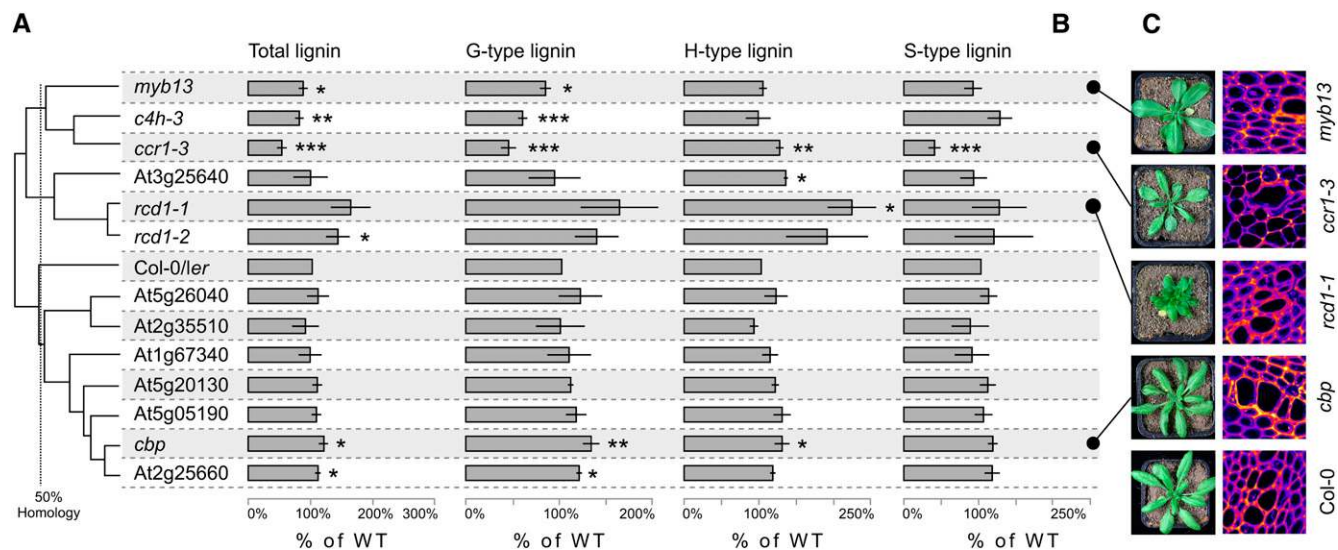 A
B
C
Total lignin
G-type lignin
H-type lignin
S-type lignin
myb13
*
*
c4h-3
**
***
ccr1-3
***
***
**
***
At3g25640
*
rcd1-1
*
rcd1-2
*
Col-0/ler
At5g26040
At2g35510
At1g67340
At5g20130
At5g05190
cbp
*
**
*
At2g25660
*
*
50%
Homology
0% 100% 200% 300%
0% 100% 200%
0% 100% 250%
0% 100% 250%
% of WT
% of WT
% of WT
% of WT
myb13
ccr1-3
rcd1-1
cbp
Col-0